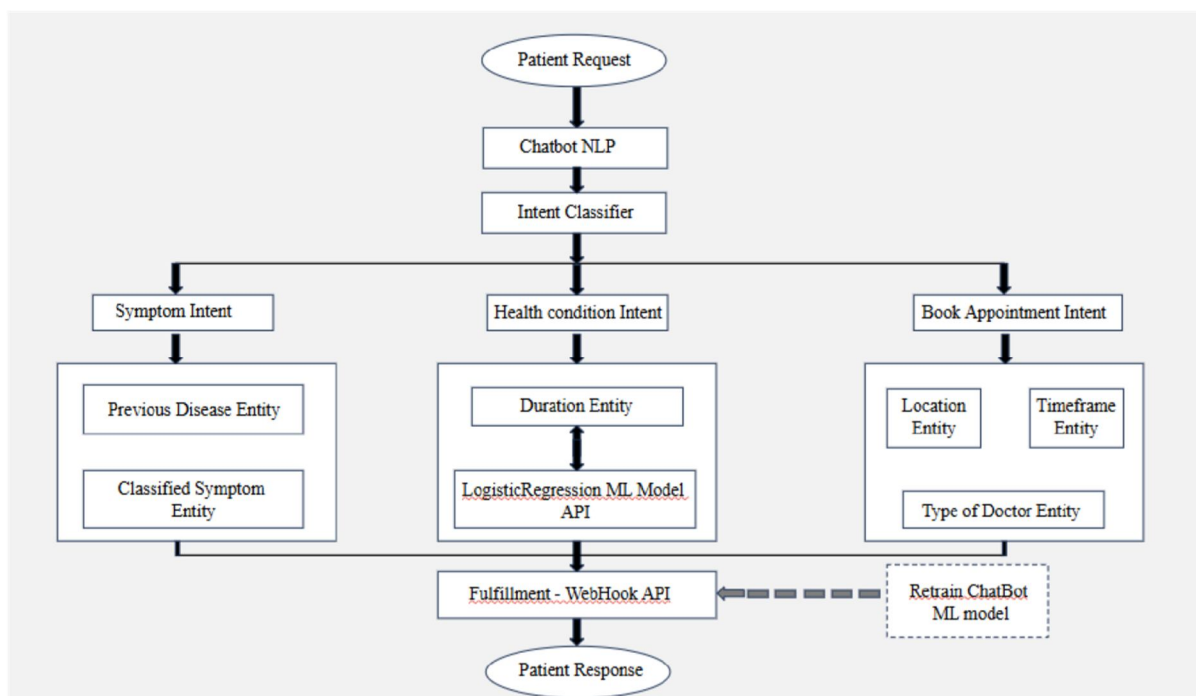 Patient Request
Chatbot NLP
Intent Classifier
Symptom Intent
Health condition Intent
Book Appointment Intent
Previous Disease Entity
Classified Symptom
Entity
Duration Entity
LogisticRegression ML Model
API
Location
Entity
Timeframe
Entity
Type of Doctor Entity
Fulfillment - WebHook API
Retrain ChatBot
ML model
Patient Response